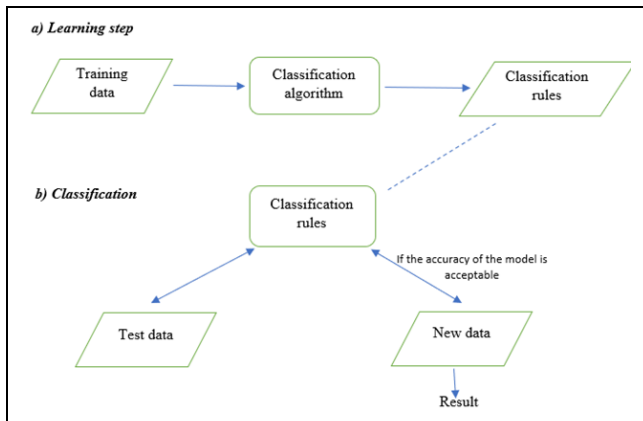 a) Learning step
Training
data
Classification
algorithm
Classification
rules
b) Classification
Classification
rules
If the accuracy of the model is
acceptable
Test data
New data
Result